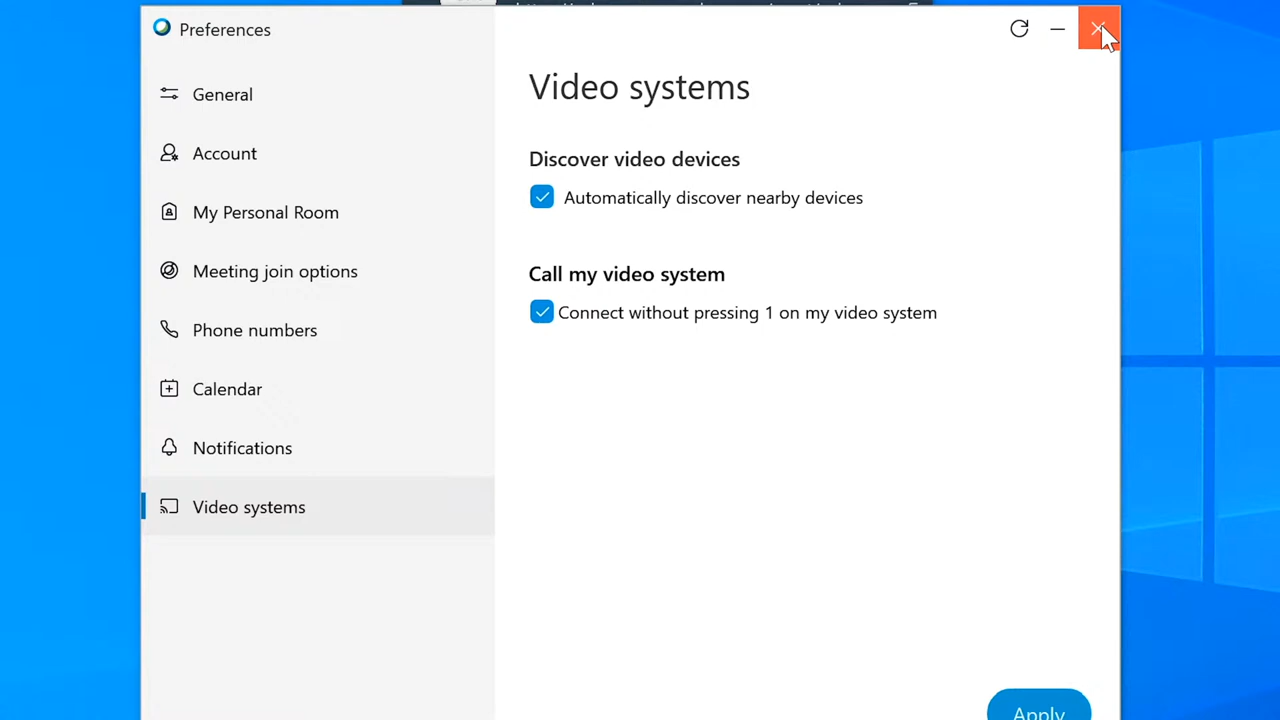 Preferences
General
Account
My Personal Room
Meeting join options
Phone numbers
Calendar
Notifications
Video systems
Video systems
Discover video devices
Automatically discover nearby devices
Call my video system
Connect without pressing 1 on my video system
Apply